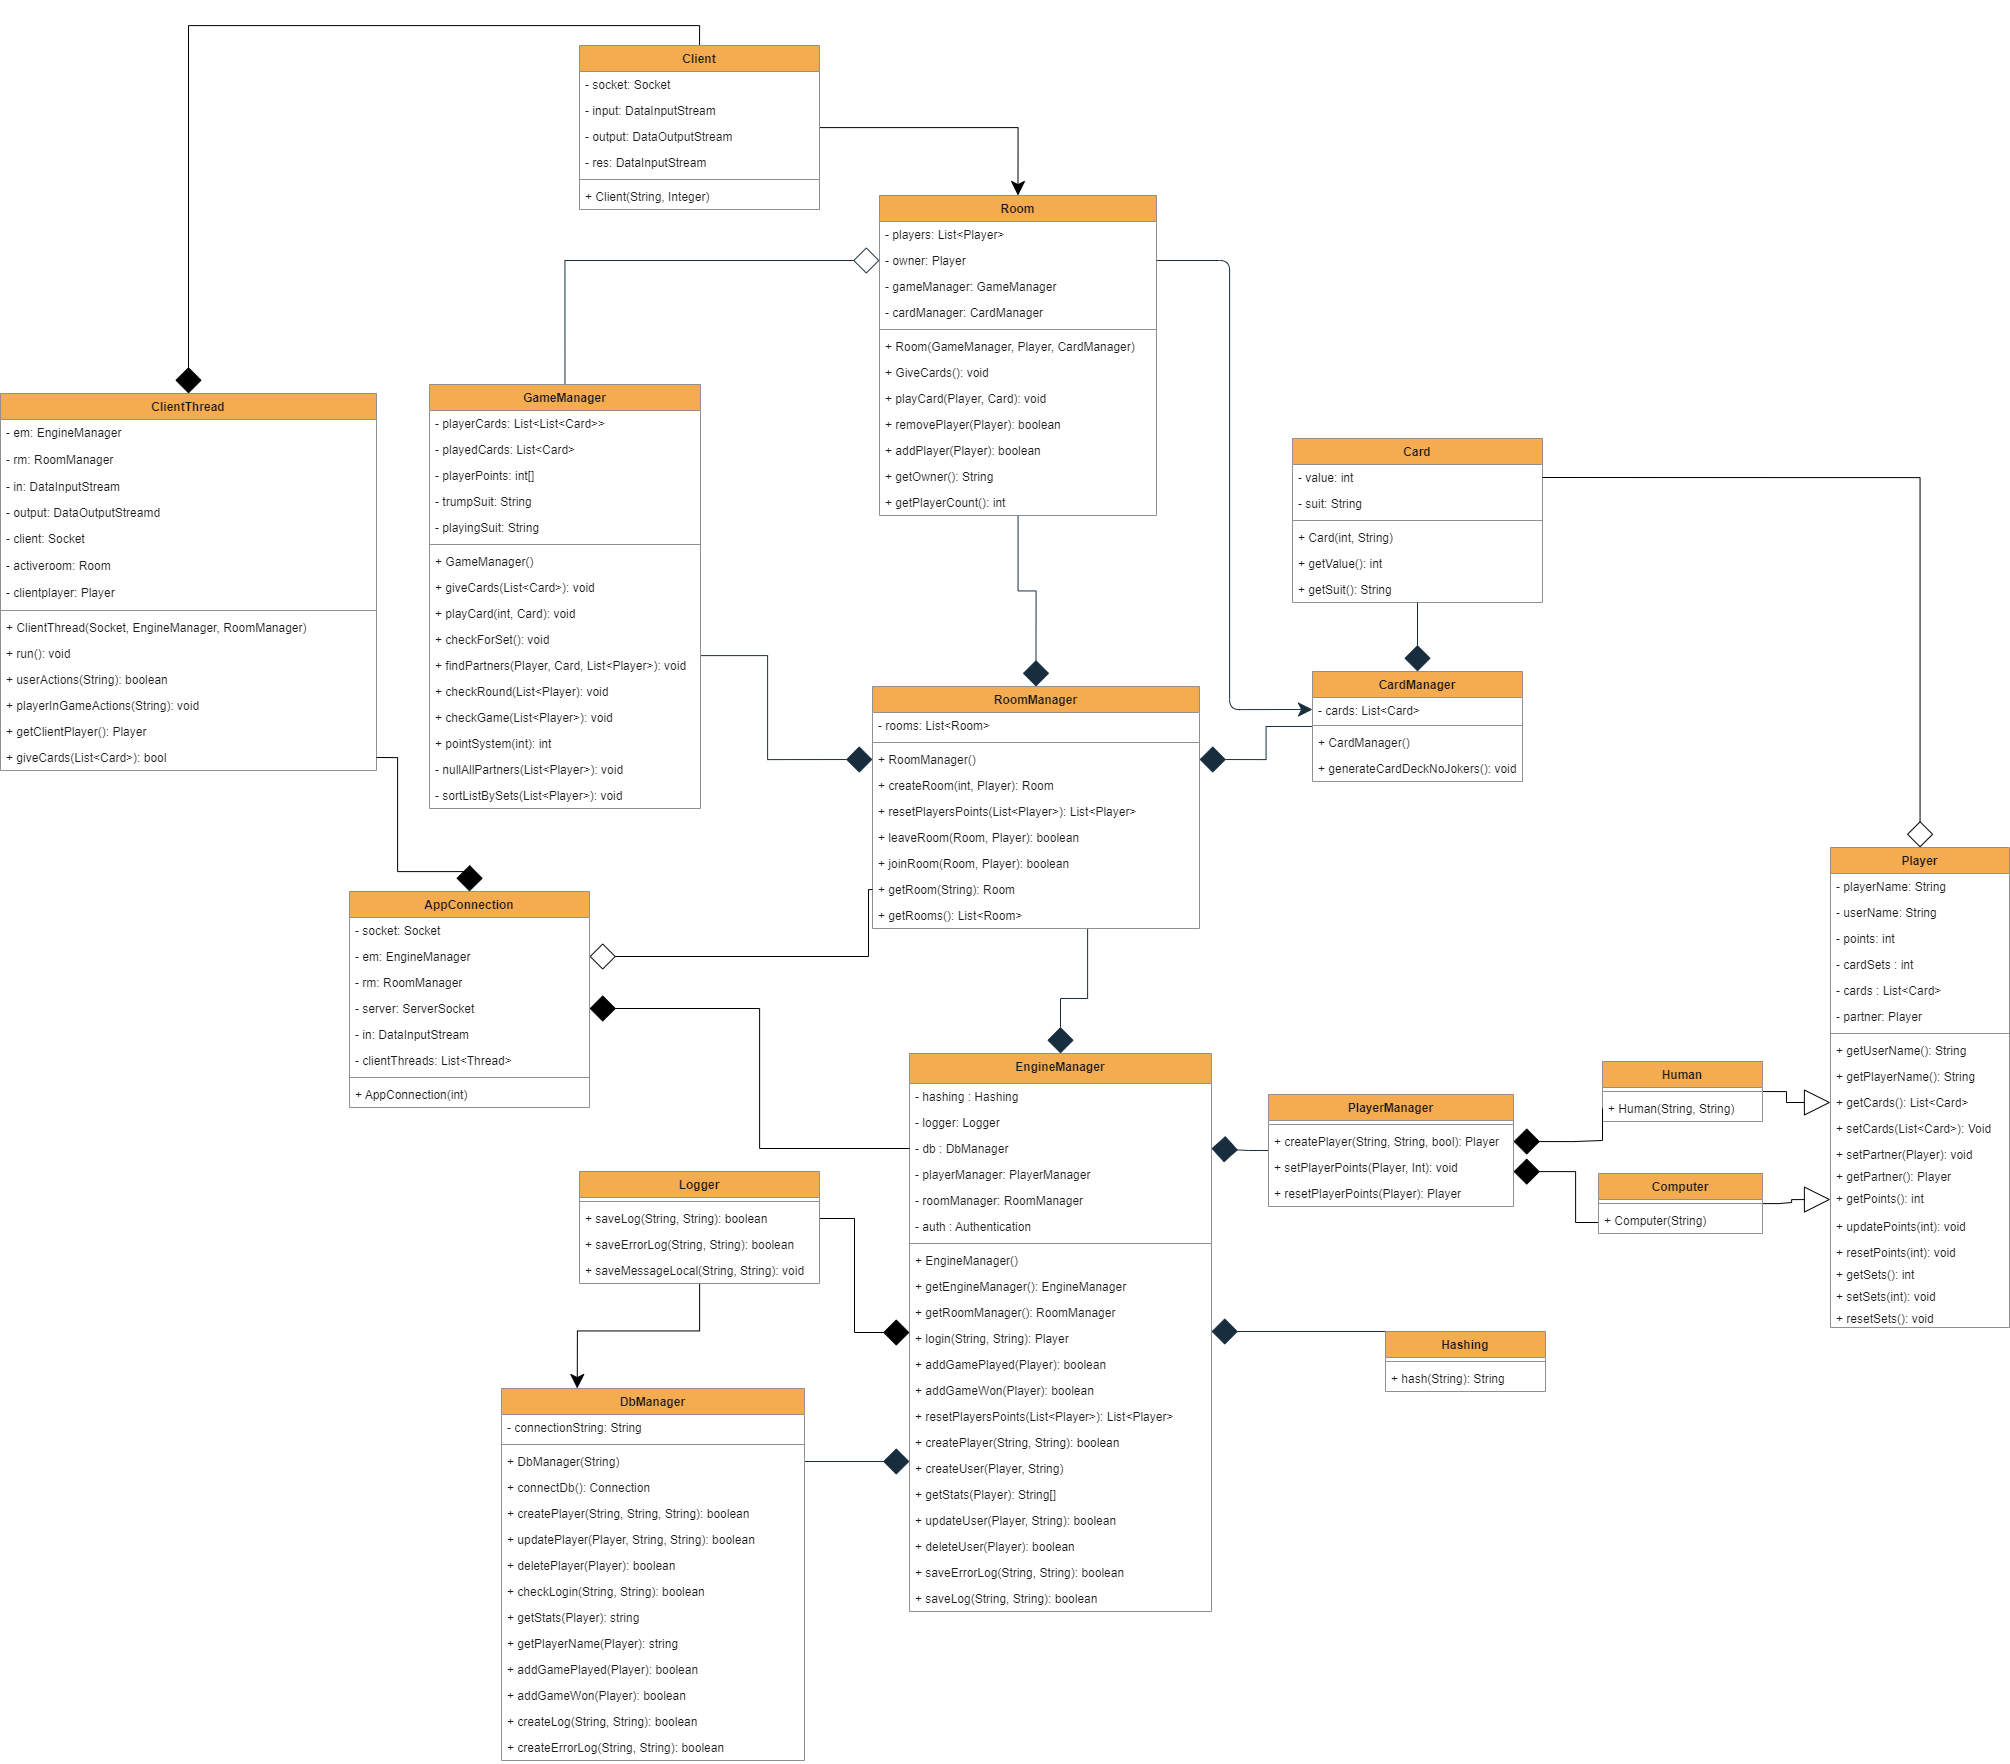 Client
- socket: Socket
- input: DataInputStream
- output: DataOutputStream
- res: DataInputStream
+ Client(String, Integer)
Room
- players: List<Player>
- owner: Player
- gameManager: GameManager
- cardManager: CardManager
+ Room(GameManager, Player, CardManager)
+ GiveCards(): void
+ playCard(Player, Card): void
+ removePlayer(Player): boolean
+ addPlayer(Player): boolean
+ getOwner(): String
+ getPlayerCount(): int
ClientThread
- em: EngineManager
- rm: RoomManager
- in: DataInputStream
- output: DataOutputStreamd
- client: Socket
- activeroom: Room
- clientplayer: Player
+ ClientThread(Socket, EngineManager, RoomManager)
+ run(): void
+ userActions(String): boolean
+ playerInGameActions(String): void
+ getClientPlayer(): Player
+ giveCards(List<Card>): bool
GameManager
- playerCards: List<List<Card>>
- playedCards: List<Card>
- playerPoints: int[]
- trumpSuit: String
- playingSuit: String
+ GameManager()
+ giveCards(List<Card>): void
+ playCard(int, Card): void
+ checkForSet(): void
+ findPartners(Player, Card, List<Player>): void
+ checkRound(List<Player): void
+ checkGame(List<Player>): void
+ pointSystem(int): int
- nullAllPartners(List<Player>): void
- sortListBySets(List<Player>): void
Card
- value: int
- suit: String
+ Card(int, String)
+ getValue(): int
+ getSuit(): String
RoomManager
- rooms: List<Room>
+ RoomManager()
+ createRoom(int, Player): Room
+ resetPlayersPoints(List<Player>): List<Player>
+ leaveRoom(Room, Player): boolean
+ joinRoom(Room, Player): boolean
+ getRoom(String): Room
+ getRooms(): List<Room>
CardManager
- cards: List<Card>
+ CardManager()
+ generateCardDeckNoJokers(): void
Player
- playerName: String
- userName: String
- points: int
- cardSets : int
- cards : List<Card>
- partner: Player
+ getUserName(): String
+ getPlayerName(): String
+ getCards(): List<Card>
+ setCards(List<Card>): Void
+ setPartner(Player): void
+ getPartner(): Player
+ getPoints(): int
+ updatePoints(int): void
+ resetPoints(int): void
+ getSets(): int
+ setSets(int): void
+ resetSets(): void
AppConnection
- socket: Socket
- em: EngineManager
- rm: RoomManager
- server: ServerSocket
- in: DataInputStream
- clientThreads: List<Thread>
+ AppConnection(int)
EngineManager
- hashing : Hashing
- logger: Logger
- db : DbManager
- playerManager: PlayerManager
- roomManager: RoomManager
- auth : Authentication
+ EngineManager()
+ getEngineManager(): EngineManager
+ getRoomManager(): RoomManager
+ login(String, String): Player
+ addGamePlayed(Player): boolean
+ addGameWon(Player): boolean
+ resetPlayersPoints(List<Player>): List<Player>
+ createPlayer(String, String): boolean
+ createUser(Player, String)
+ getStats(Player): String[]
+ updateUser(Player, String): boolean
+ deleteUser(Player): boolean
+ saveErrorLog(String, String): boolean
+ saveLog(String, String): boolean
PlayerManager
+ createPlayer(String, String, bool): Player
+ setPlayerPoints(Player, Int): void
+ resetPlayerPoints(Player): Player
Human
+ Human(String, String)
Computer
+ Computer(String)
Logger
+ saveLog(String, String): boolean
+ saveErrorLog(String, String): boolean
+ saveMessageLocal(String, String): void
Hashing
+ hash(String): String
DbManager
- connectionString: String
+ DbManager(String)
+ connectDb(): Connection
+ createPlayer(String, String, String): boolean
+ updatePlayer(Player, String, String): boolean
+ deletePlayer(Player): boolean
+ checkLogin(String, String): boolean
+ getStats(Player): string
+ getPlayerName(Player): string
+ addGamePlayed(Player): boolean
+ addGameWon(Player): boolean
+ createLog(String, String): boolean
+ createErrorLog(String, String): boolean